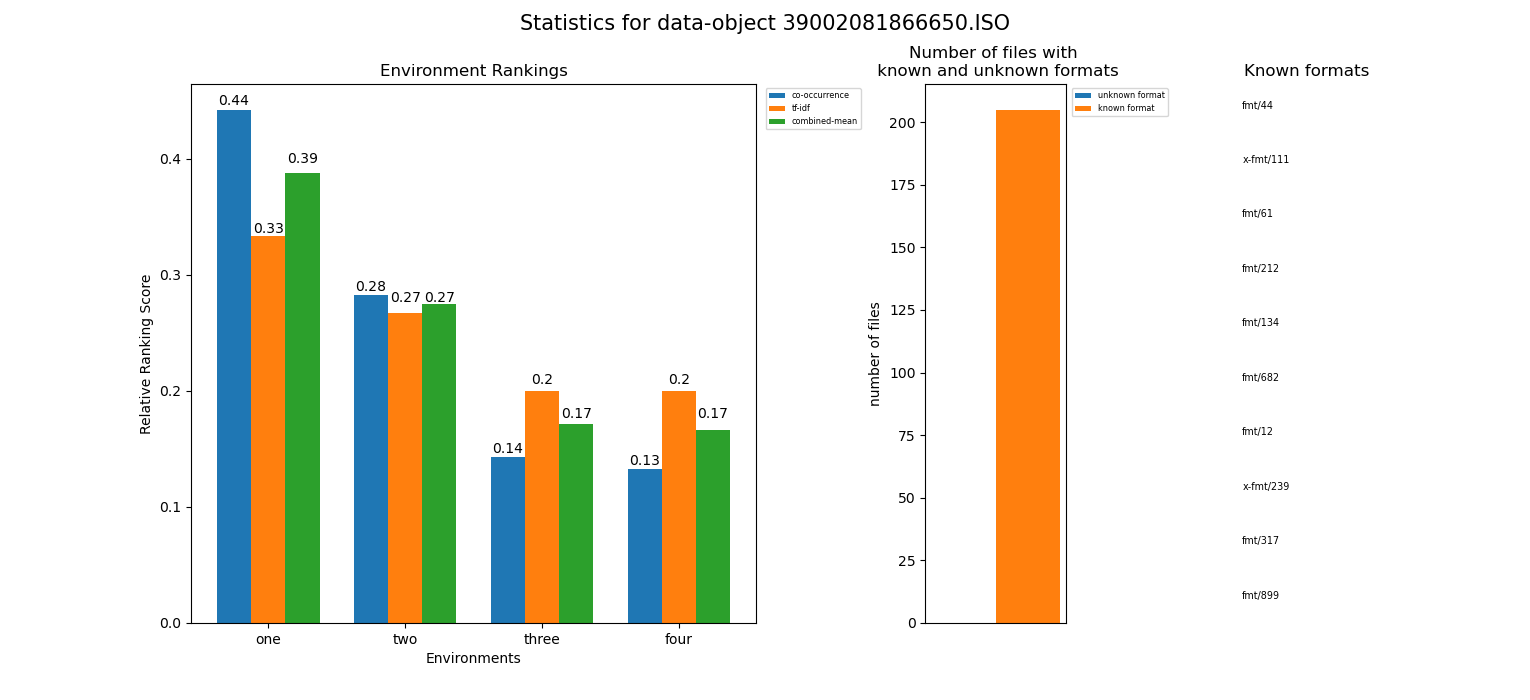 Statistics for data-object 39002081866650.ISO
Environment Rankings
Relative Ranking Score
0.4
0.3
0.2
0.1
0.0
0.44
0.33
0.39
0.28
0.27
0.27
0.14
0.2
0.17
0.13
0.2
0.17
one
two
three
four
Environments
co-occurrence
tf-idf
combined-mean
Number of files with
known and unknown formats
number of files
200
175
150
125
100
75
50
25
0
unknown format
known format
Known formats
fmt/44
x-fmt/111
fmt/61
fmt/212
fmt/134
fmt/682
fmt/12
x-fmt/239
fmt/317
fmt/899